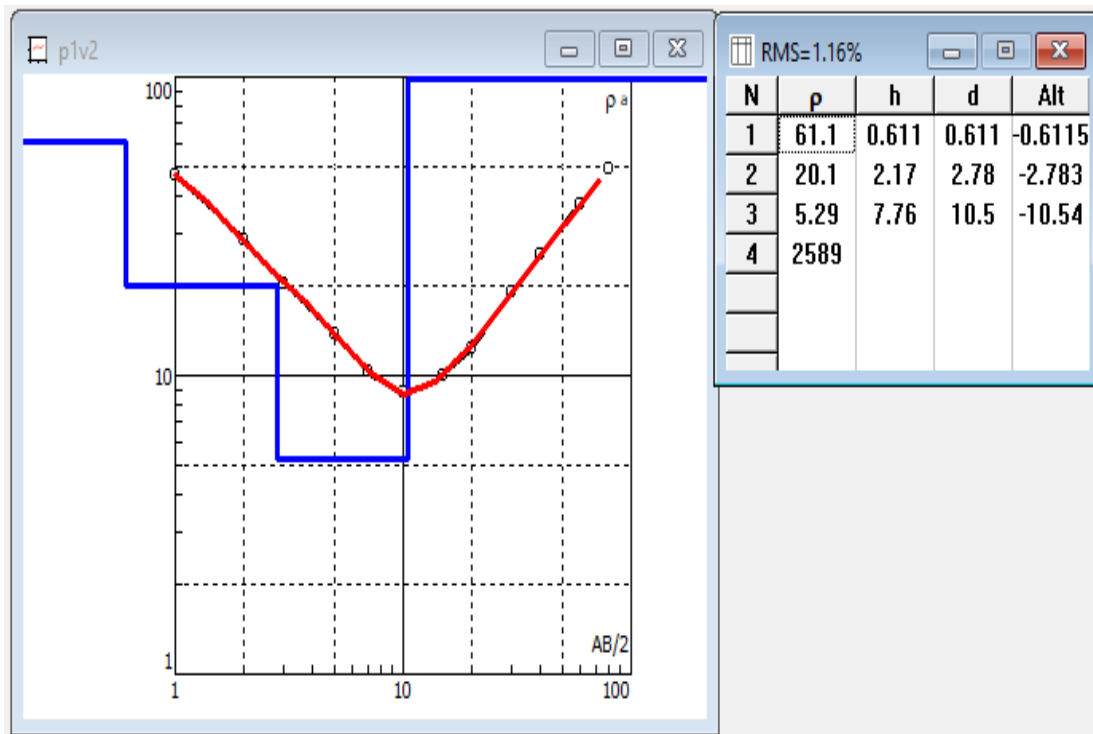 p1v2
100
ρ a
10
1
AB/2
1 10 100
RMS=1.16%
N ρ h d Alt
1 61.1 0.611 0.611 -0.6115
2 20.1 2.17 2.78 -2.783
3 5.29 7.76 10.5 -10.54
4 2589